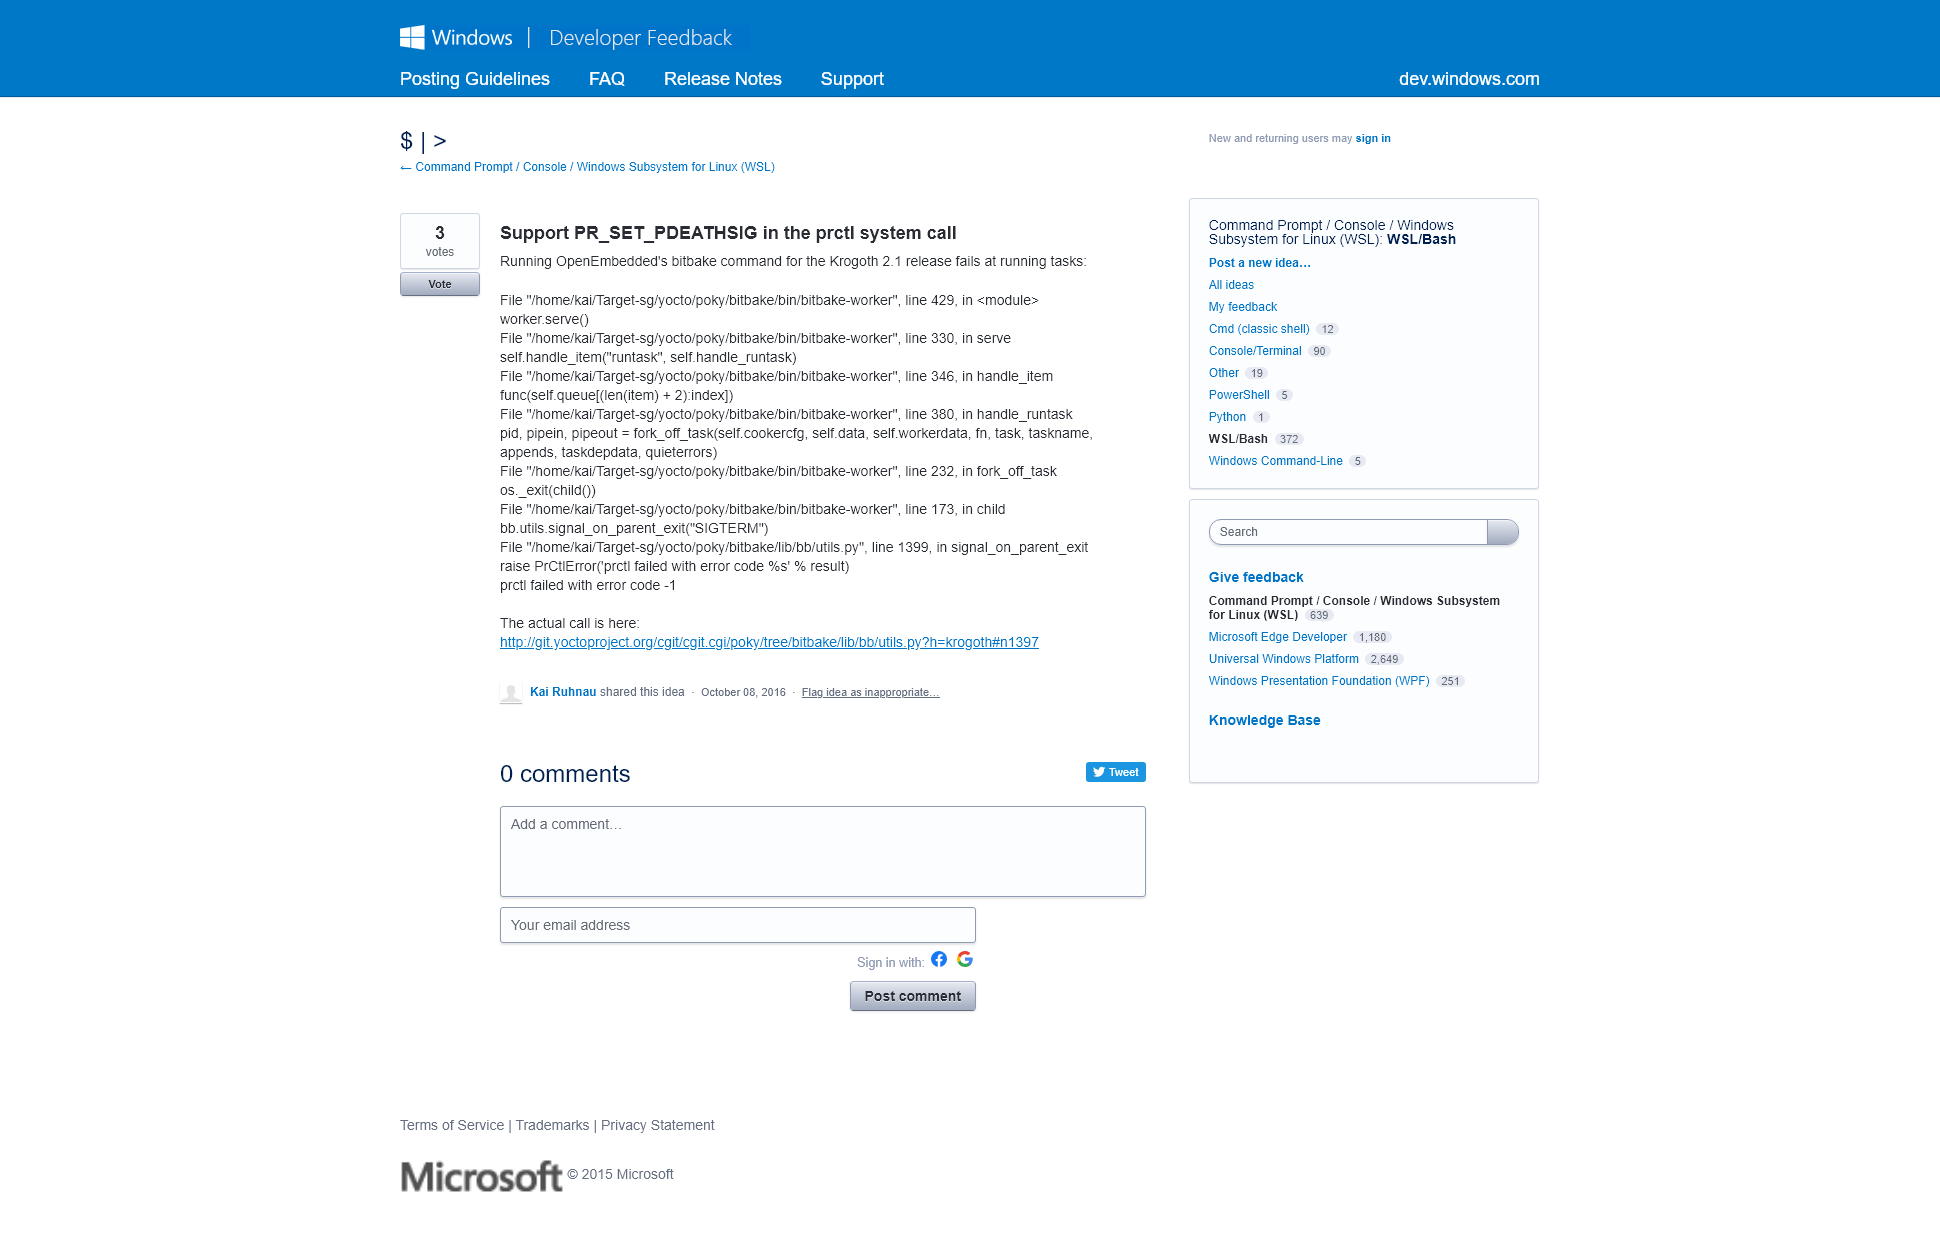 Windows | Developer Feedback
Posting Guidelines FAQ Release Notes Support dev.windows.com
$ | >
← Command Prompt / Console / Windows Subsystem for Linux (WSL)
3
votes
Vote
Support PR_SET_PDEATHSIG in the prctl system call
Running OpenEmbedded's bitbake command for the Krogoth 2.1 release fails at running tasks:
File "/home/kai/Target-sg/yocto/poky/bitbake/bin/bitbake-worker", line 429, in <module>
worker.serve()
File "/home/kai/Target-sg/yocto/poky/bitbake/bin/bitbake-worker", line 330, in serve
self.handle_item("runtask", self.handle_runtask)
File "/home/kai/Target-sg/yocto/poky/bitbake/bin/bitbake-worker", line 346, in handle_item
func(self.queue[(len(item) + 2):index])
File "/home/kai/Target-sg/yocto/poky/bitbake/bin/bitbake-worker", line 380, in handle_runtask
pid, pipein, pipeout = fork_off_task(self.cookercfg, self.data, self.workerdata, fn, task, taskname,
appends, taskdepdata, quieterrors)
File "/home/kai/Target-sg/yocto/poky/bitbake/bin/bitbake-worker", line 232, in fork_off_task
os._exit(child())
File "/home/kai/Target-sg/yocto/poky/bitbake/bin/bitbake-worker", line 173, in child
bb.utils.signal_on_parent_exit("SIGTERM")
File "/home/kai/Target-sg/yocto/poky/bitbake/lib/bb/utils.py", line 1399, in signal_on_parent_exit
raise PrCtlError('prctl failed with error code %s' % result)
prctl failed with error code -1
The actual call is here:
http://git.yoctoproject.org/cgit/cgit.cgi/poky/tree/bitbake/lib/bb/utils.py?h=krogoth#n1397
Kai Ruhnau shared this idea · October 08, 2016 · Flag idea as inappropriate…
0 comments
Tweet
Add a comment…
Your email address
Sign in with:
Post comment
New and returning users may sign in
Command Prompt / Console / Windows
Subsystem for Linux (WSL): WSL/Bash
Post a new idea…
All ideas
My feedback
Cmd (classic shell) 12
Console/Terminal 90
Other 19
PowerShell 5
Python 1
WSL/Bash 372
Windows Command-Line 5
Search
Give feedback
Command Prompt / Console / Windows Subsystem
for Linux (WSL) 639
Microsoft Edge Developer 1,180
Universal Windows Platform 2,649
Windows Presentation Foundation (WPF) 251
Knowledge Base
Terms of Service | Trademarks | Privacy Statement
Microsoft © 2015 Microsoft